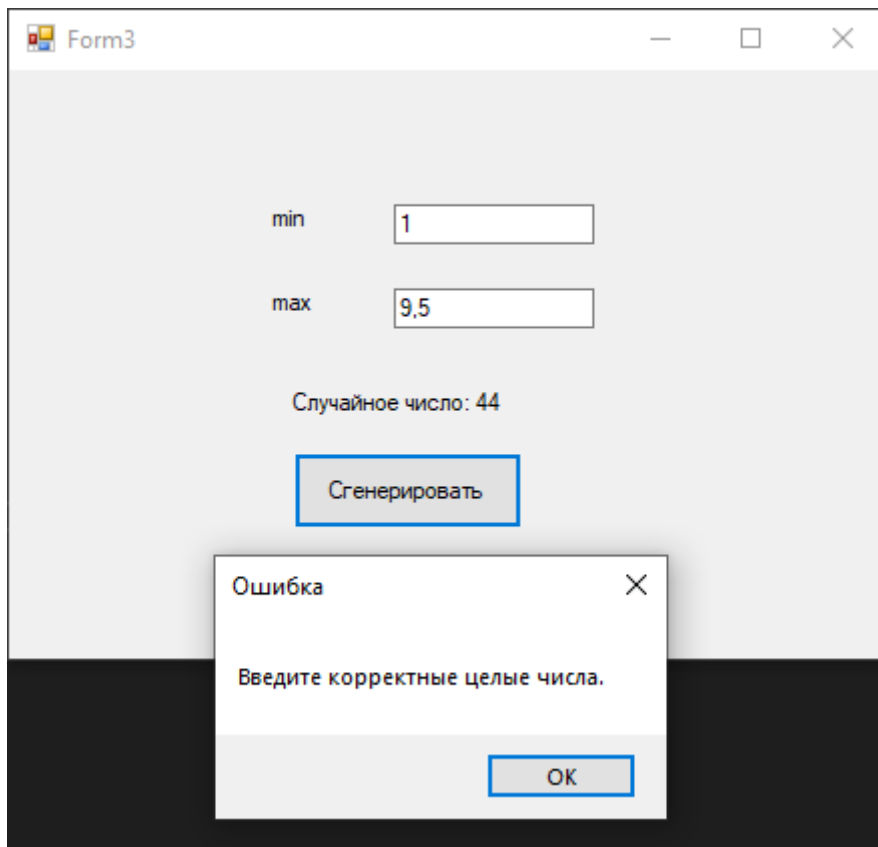 Form3
min
1
max
9,5
Случайное число: 44
Сгенерировать
Ошибка
Введите корректные целые числа.
OK